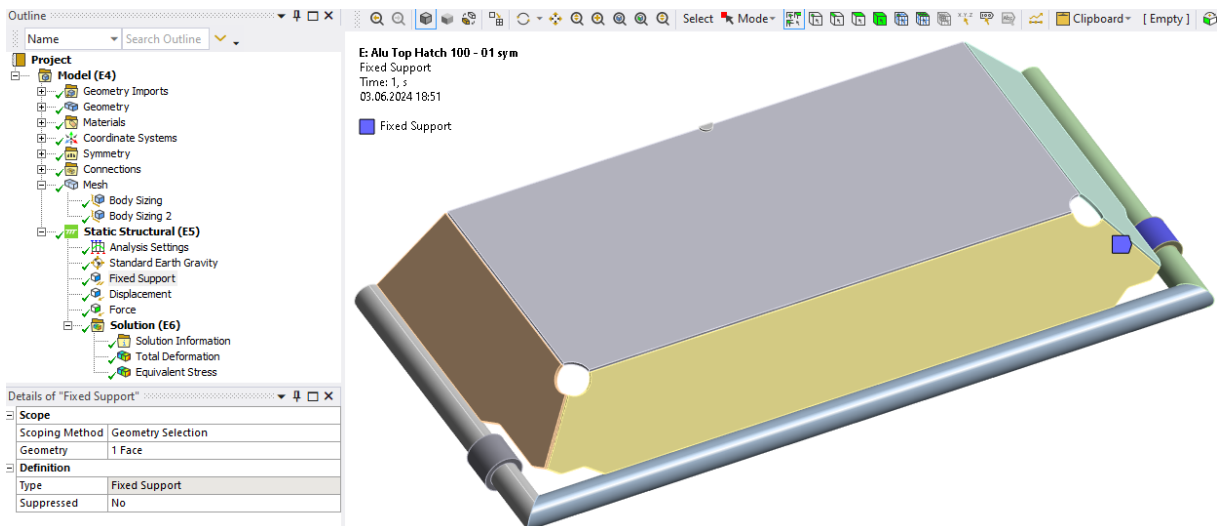 Outline
Name
Search Outline
Project
Model (E4)
Geometry Imports
Geometry
Materials
Coordinate Systems
Symmetry
Connections
Mesh
Body Sizing
Body Sizing 2
Static Structural (E5)
Analysis Settings
Standard Earth Gravity
Fixed Support
Displacement
Force
Solution (E6)
Solution Information
Total Deformation
Equivalent Stress
Details of "Fixed Support"
Scope
Scoping Method Geometry Selection
Geometry 1 Face
Definition
Type Fixed Support
Suppressed No
Select Mode Clipboard [ Empty ]
E: Alu Top Hatch 100 - 01 sym
Fixed Support
Time: 1, s
03.06.2024 18:51
Fixed Support